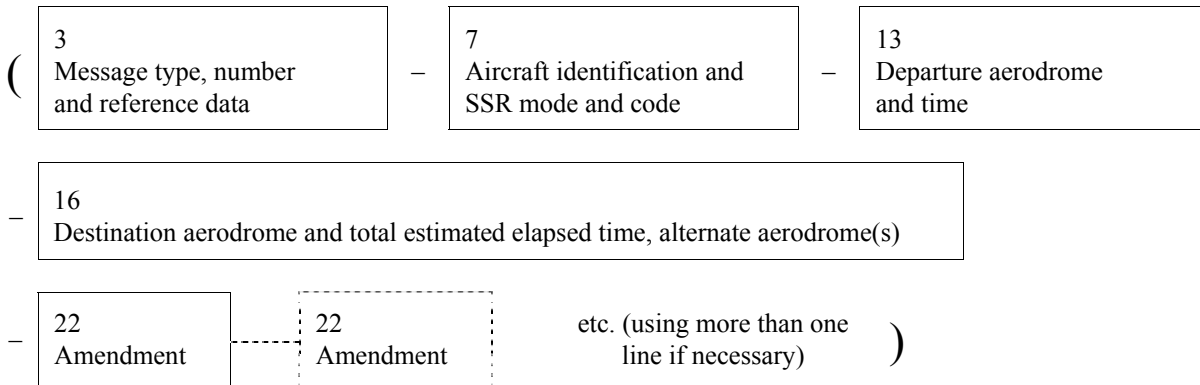 ( 3 – 7 – 13
Message type, number Aircraft identification and Departure aerodrome
and reference data SSR mode and code and time
– 16
Destination aerodrome and total estimated elapsed time, alternate aerodrome(s)
– 22 22 etc. (using more than one
Amendment Amendment line if necessary) )